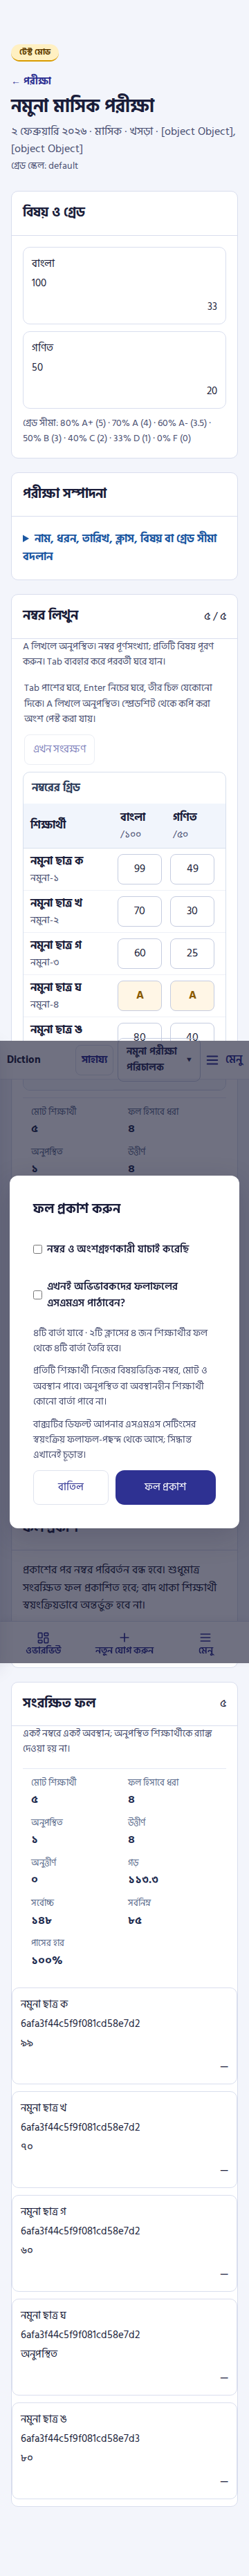 টেস্ট মোড
← পরীক্ষা
নমুনা মাসিক পরীক্ষা
২ ফেব্রুয়ারি ২০২৬ · মাসিক · খসড়া · [object Object],
[object Object]
গ্রেড স্কেল: default
বিষয় ও গ্রেড
বাংলা
100
33
গণিত
50
20
গ্রেড সীমা: 80% A+ (5) · 70% A (4) · 60% A- (3.5) ·
50% B (3) · 40% C (2) · 33% D (1) · 0% F (0)
পরীক্ষা সম্পাদনা
▶ নাম, ধরন, তারিখ, ক্লাস, বিষয় বা গ্রেড সীমা
বদলান
নম্বর লিখুন
৫ / ৫
A লিখলে অনুপস্থিত। নম্বর পূর্ণসংখ্যা; প্রতিটি বিষয় পূরণ
করুন। Tab ব্যবহার করে পরবর্তী ঘরে যান।
Tab পাশের ঘরে, Enter নিচের ঘরে, তীর চিহ্ন যেকোনো
দিকে। A লিখলে অনুপস্থিত। স্প্রেডশিট থেকে কপি করা
অংশ পেস্ট করা যায়।
এখন সংরক্ষণ
নম্বরের গ্রিড
শিক্ষার্থী
বাংলা
/১০০
গণিত
/৫০
নমুনা ছাত্র ক
নমুনা-১
99
49
নমুনা ছাত্র খ
নমুনা-২
70
30
নমুনা ছাত্র গ
নমুনা-৩
60
25
নমুনা ছাত্র ঘ
নমুনা-৪
A
A
নমুনা ছাত্র ঙ
80
40
Diction
সাহায্য
নমুনা পরীক্ষা
পরিচালক
▼
মেনু
মোট শিক্ষার্থী
৫
ফল হিসাবে ধরা
৪
অনুপস্থিত
১
উত্তীর্ণ
৪
ফল প্রকাশ করুন
নম্বর ও অংশগ্রহণকারী যাচাই করেছি
এখনই অভিভাবকদের ফলাফলের
এসএমএস পাঠাবেন?
৪টি বার্তা যাবে · ২টি ক্লাসের ৪ জন শিক্ষার্থীর ফল
থেকে ৪টি বার্তা তৈরি হবে।
প্রতিটি শিক্ষার্থী নিজের বিষয়ভিত্তিক নম্বর, মোট ও
অবস্থান পাবে। অনুপস্থিত বা অবস্থানহীন শিক্ষার্থী
কোনো বার্তা পাবে না।
বাক্সটির ডিফল্ট আপনার এসএমএস সেটিংসের
স্বয়ংক্রিয় ফলাফল-পছন্দ থেকে আসে; সিদ্ধান্ত
এখানেই চূড়ান্ত।
বাতিল
ফল প্রকাশ
ফল প্রকাশ
প্রকাশের পর নম্বর পরিবর্তন বন্ধ হবে। শুধুমাত্র
সংরক্ষিত ফল প্রকাশিত হবে; বাদ থাকা শিক্ষার্থী
স্বয়ংক্রিয়ভাবে অন্তর্ভুক্ত হবে না।
ওভারভিউ
নতুন যোগ করুন
মেনু
সংরক্ষিত ফল
৫
একই নম্বরে একই অবস্থান; অনুপস্থিত শিক্ষার্থীকে র‍্যাঙ্ক
দেওয়া হয় না।
মোট শিক্ষার্থী
৫
ফল হিসাবে ধরা
৪
অনুপস্থিত
১
উত্তীর্ণ
৪
অনুত্তীর্ণ
০
গড়
১১৩.৩
সর্বোচ্চ
১৪৮
সর্বনিম্ন
৮৫
পাসের হার
১০০%
নমুনা ছাত্র ক
6afa3f44c5f9f081cd58e7d2
৯৯
—
নমুনা ছাত্র খ
6afa3f44c5f9f081cd58e7d2
৭০
—
নমুনা ছাত্র গ
6afa3f44c5f9f081cd58e7d2
৬০
—
নমুনা ছাত্র ঘ
6afa3f44c5f9f081cd58e7d2
অনুপস্থিত
—
নমুনা ছাত্র ঙ
6afa3f44c5f9f081cd58e7d3
৮০
—